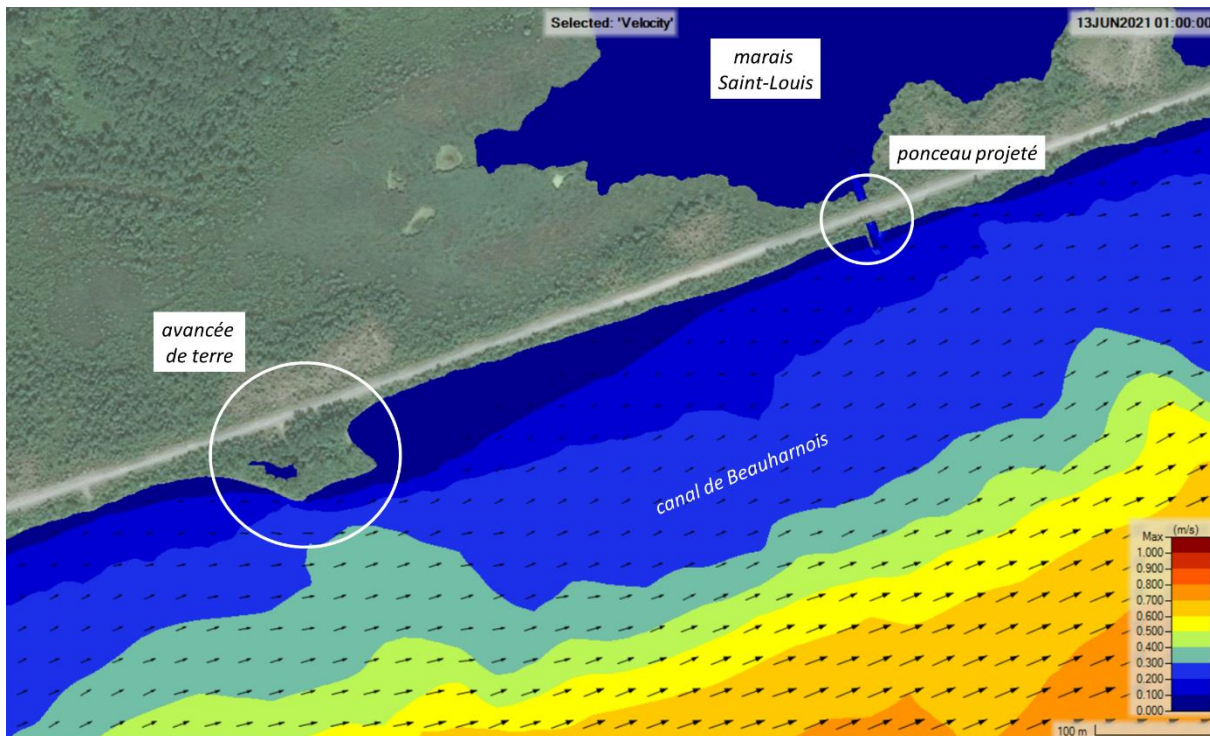 Selected: 'Velocity'
13JUN2021 01:00:00
marais
Saint-Louis
ponceau projeté
avancée
de terre
canal de Beauharnois
(m/s)
Max
1.000
0.900
0.800
0.700
0.600
0.500
0.400
0.300
0.200
0.100
0.000
100 m